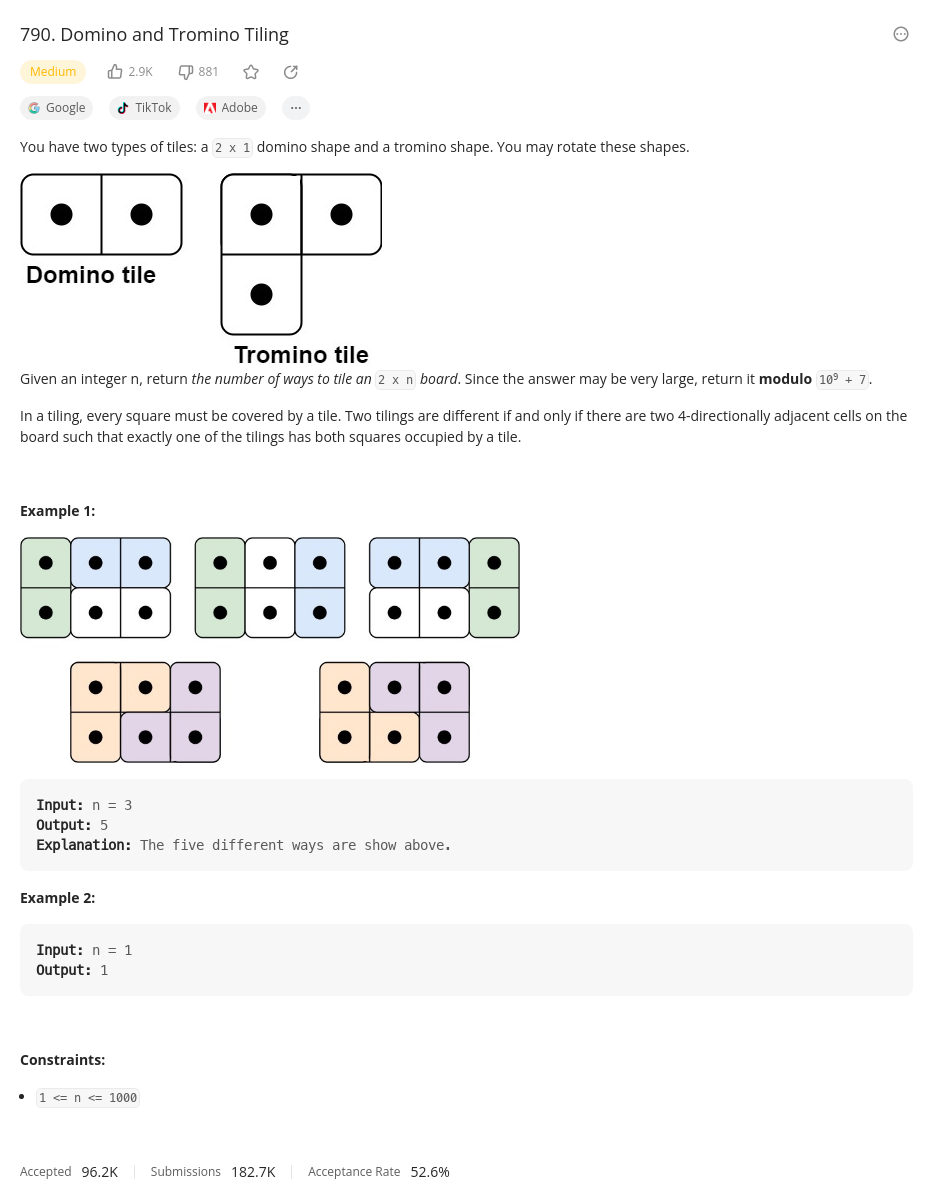 790. Domino and Tromino Tiling
Medium 2.9K 881
Google TikTok Adobe
You have two types of tiles: a 2 x 1 domino shape and a tromino shape. You may rotate these shapes.
Domino tile
Tromino tile
Given an integer n, return the number of ways to tile an 2 x n board. Since the answer may be very large, return it modulo 10⁹ + 7.
In a tiling, every square must be covered by a tile. Two tilings are different if and only if there are two 4-directionally adjacent cells on the
board such that exactly one of the tilings has both squares occupied by a tile.
Example 1:
Input: n = 3
Output: 5
Explanation: The five different ways are show above.
Example 2:
Input: n = 1
Output: 1
Constraints:
• 1 <= n <= 1000
Accepted 96.2K Submissions 182.7K Acceptance Rate 52.6%